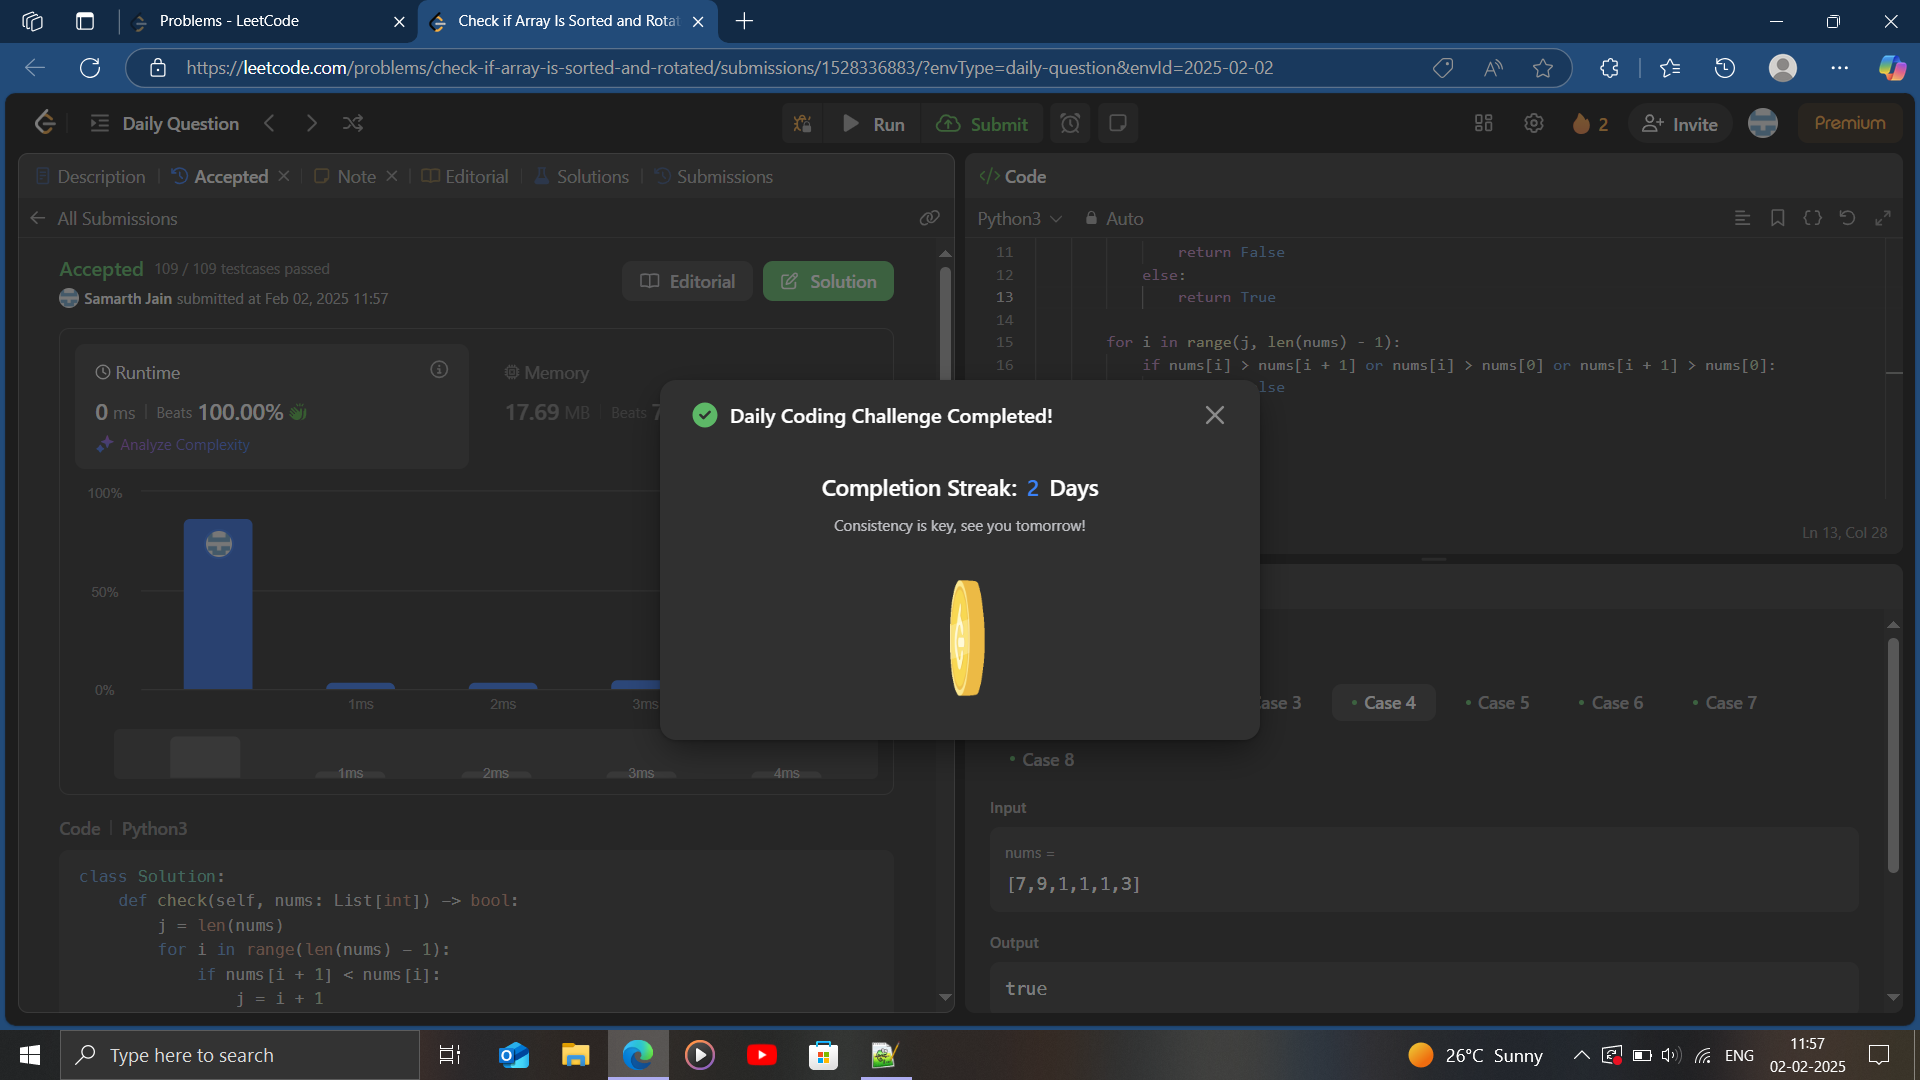 Problems - LeetCode
Check if Array Is Sorted and Rotat
https://leetcode.com/problems/check-if-array-is-sorted-and-rotated/submissions/1528336883/?envType=daily-question&envId=2025-02-02
Daily Question
Run
Submit
2
Invite
Premium
Description
Accepted
Note
Editorial
Solutions
Submissions
All Submissions
Accepted 109 / 109 testcases passed
Samarth Jain submitted at Feb 02, 2025 11:57
Editorial
Solution
Runtime
0 ms | Beats 100.00%
Analyze Complexity
Memory
17.69 MB | Beats 7
100%
50%
0%
1ms
2ms
3ms
1ms
2ms
3ms
4ms
Code | Python3
class Solution:
def check(self, nums: List[int]) -> bool:
j = len(nums)
for i in range(len(nums) - 1):
if nums[i + 1] < nums[i]:
j = i + 1
Daily Coding Challenge Completed!
Completion Streak: 2 Days
Consistency is key, see you tomorrow!
</> Code
Python3
Auto
11 return False
12 else:
13 return True
14
15 for i in range(j, len(nums) - 1):
16 if nums[i] > nums[i + 1] or nums[i] > nums[0] or nums[i + 1] > nums[0]:
lse
Ln 13, Col 28
ase 3
Case 4
Case 5
Case 6
Case 7
Case 8
Input
nums =
[7,9,1,1,1,3]
Output
true
Type here to search
26°C Sunny
ENG
11:57
02-02-2025